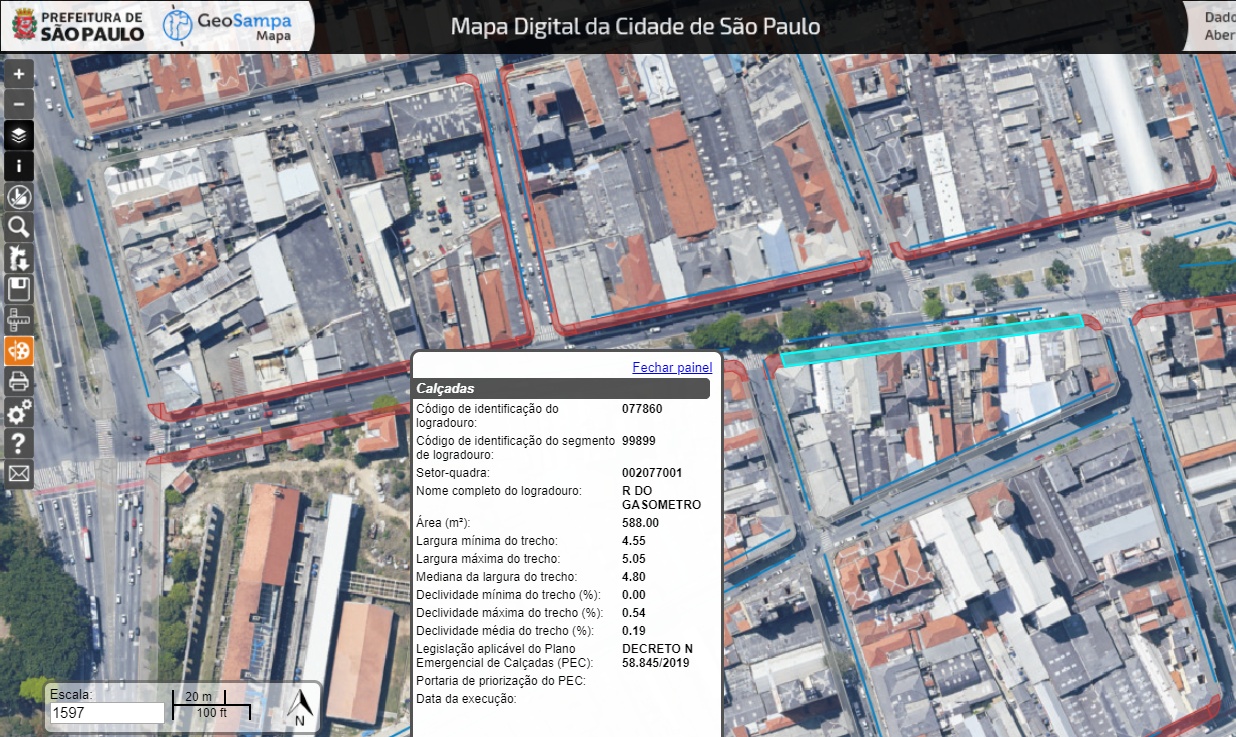 PREFEITURA DE
SÃO PAULO
GeoSampa
Mapa
Mapa Digital da Cidade de São Paulo
Dado
Aber
Fechar painel
Calçadas
Código de identificação do 077860
logradouro:
Código de identificação do segmento 99899
de logradouro:
Setor-quadra: 002077001
Nome completo do logradouro: R DO
GASOMETRO
Área (m²): 588.00
Largura mínima do trecho: 4.55
Largura máxima do trecho: 5.05
Mediana da largura do trecho: 4.80
Declividade mínima do trecho (%): 0.00
Declividade máxima do trecho (%): 0.54
Declividade média do trecho (%): 0.19
Legislação aplicável do Plano DECRETO N
Emergencial de Calçadas (PEC): 58.845/2019
Portaria de priorização do PEC:
Data da execução:
Escala:
1597
20 m
100 ft
N